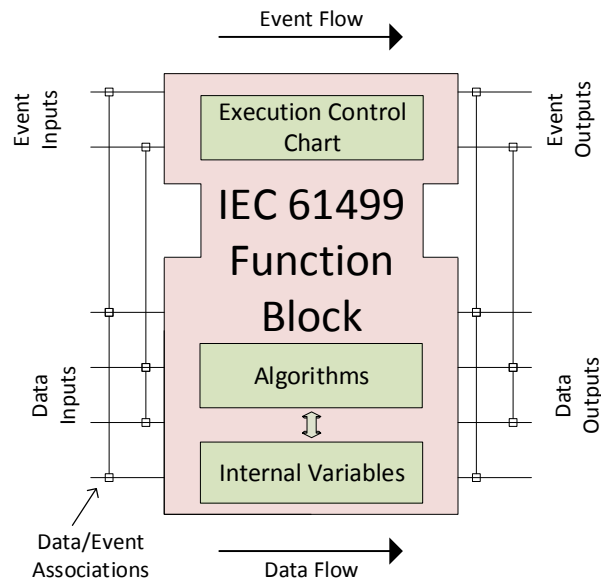 Event Flow
Event
Inputs
Execution Control
Chart
Event
Outputs
IEC 61499
Function
Block
Data
Inputs
Algorithms
Data
Outputs
Internal Variables
Data/Event
Associations
Data Flow